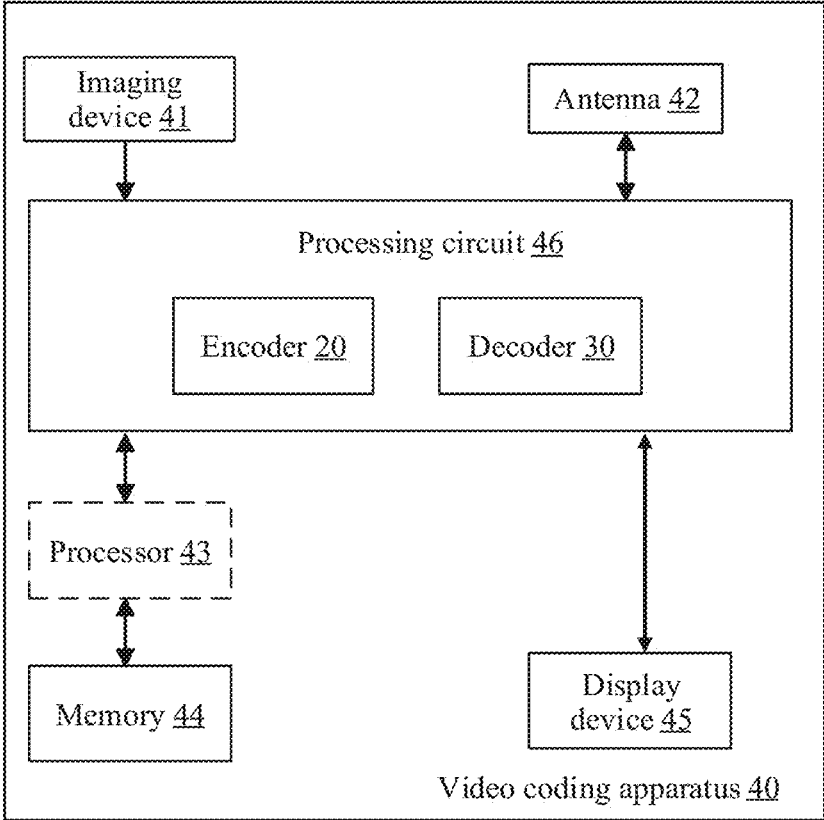 Imaging
device 41
Antenna 42
Processing circuit 46
Encoder 20
Decoder 30
Processor 43
Memory 44
Display
device 45
Video coding apparatus 40